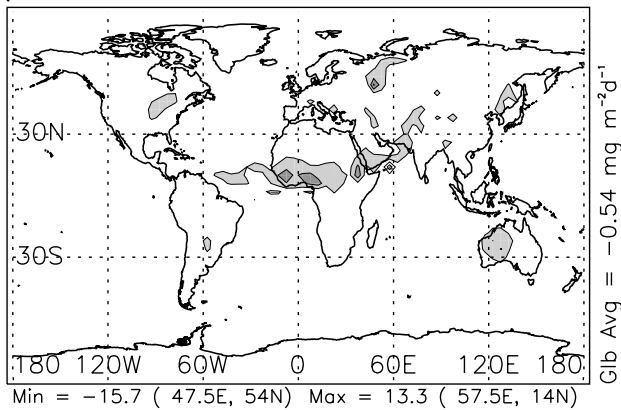 30N
30S
180 120W 60W 0 60E 120E 180
Min = −15.7 ( 47.5E, 54N) Max = 13.3 ( 57.5E, 14N)
Glb Avg = −0.54 mg m⁻²d⁻¹